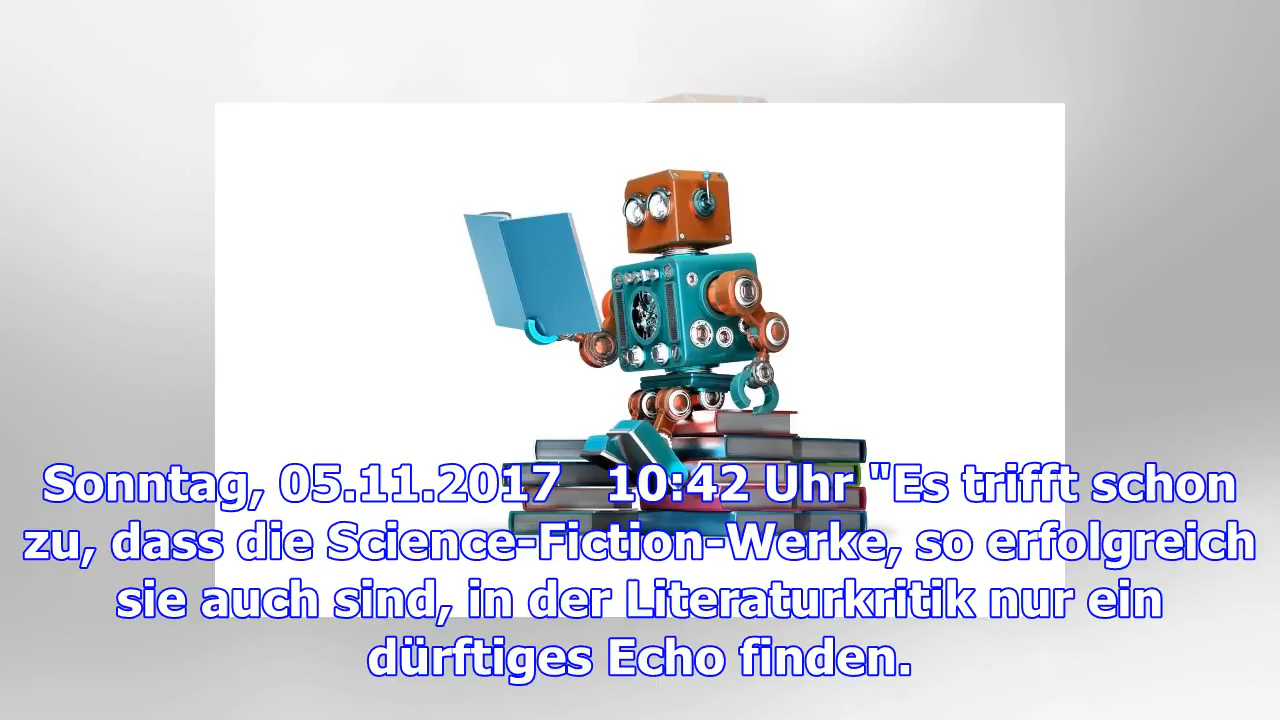 Sonntag, 05.11.2017   10:42 Uhr "Es trifft schon
zu, dass die Science-Fiction-Werke, so erfolgreich
sie auch sind, in der Literaturkritik nur ein
dürftiges Echo finden.